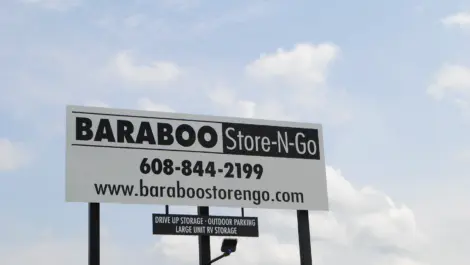 BARABOO Store-N-Go
608-844-2199
www.baraboostorengo.com
DRIVE UP STORAGE - OUTDOOR PARKING
LARGE UNIT RV STORAGE